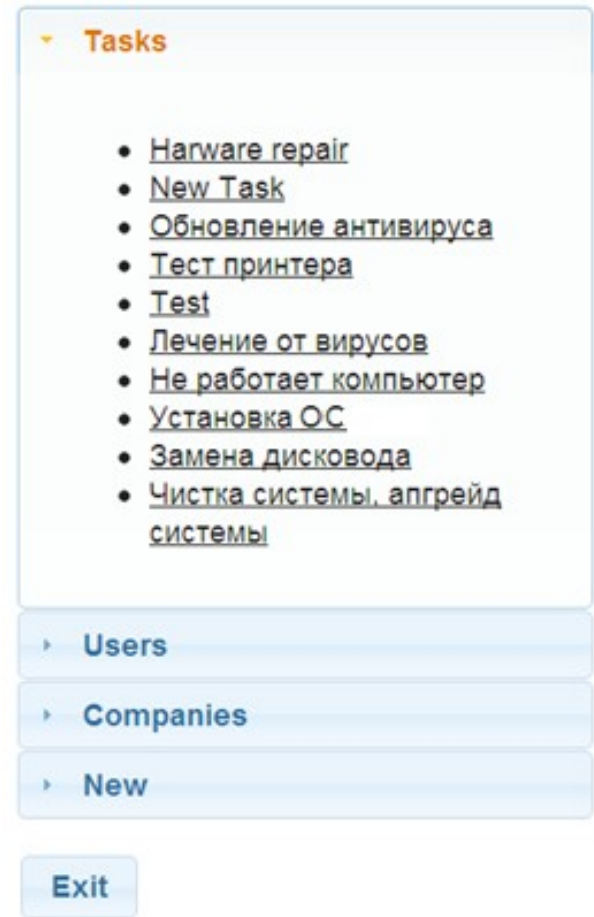 Tasks
Harware repair
New Task
Обновление антивируса
Тест принтера
Test
Лечение от вирусов
Не работает компьютер
Установка ОС
Замена дисковода
Чистка системы, апгрейд
системы
Users
Companies
New
Exit